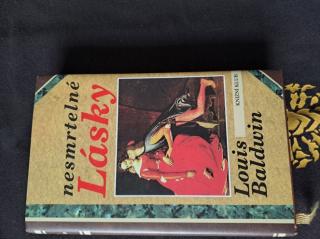 nesmrtelné
Lásky
KNIŽNÍ KLUB
Louis
Baldwin